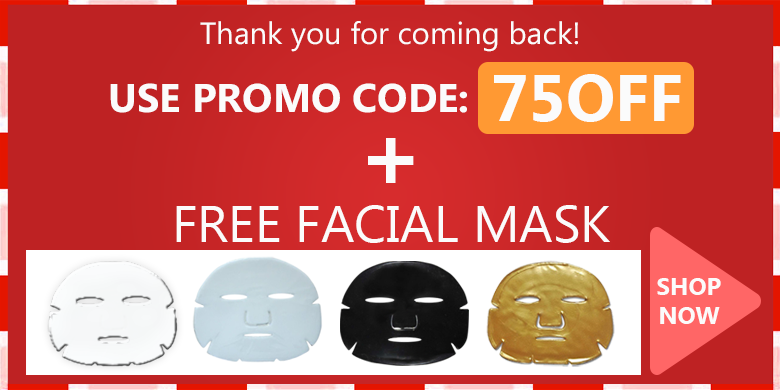 Thank you for coming back!
USE PROMO CODE: 75OFF
+
FREE FACIAL MASK
SHOP
NOW